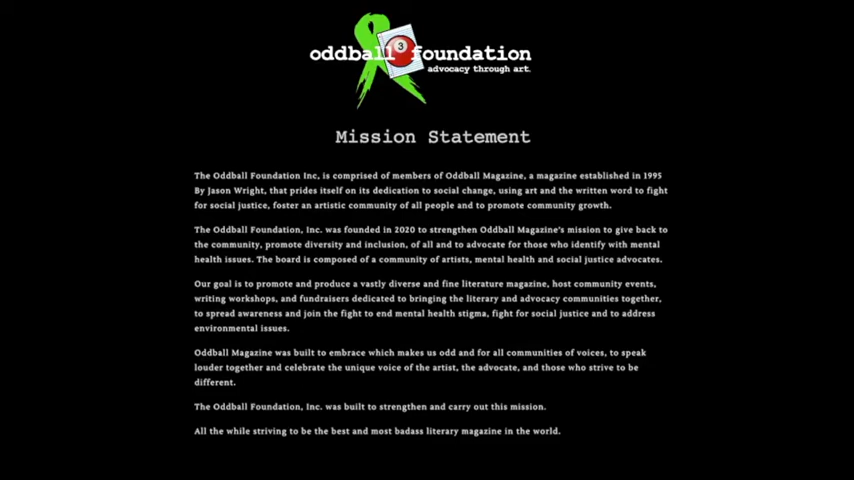 3
oddball foundation
advocacy through art.
Mission Statement
The Oddball Foundation Inc, is comprised of members of Oddball Magazine, a magazine established in 1995
By Jason Wright, that prides itself on its dedication to social change, using art and the written word to fight
for social justice, foster an artistic community of all people and to promote community growth.
The Oddball Foundation, Inc. was founded in 2020 to strengthen Oddball Magazine's mission to give back to
the community, promote diversity and inclusion, of all and to advocate for those who identify with mental
health issues. The board is composed of a community of artists, mental health and social justice advocates.
Our goal is to promote and produce a vastly diverse and fine literature magazine, host community events,
writing workshops, and fundraisers dedicated to bringing the literary and advocacy communities together,
to spread awareness and join the fight to end mental health stigma, fight for social justice and to address
environmental issues.
Oddball Magazine was built to embrace which makes us odd and for all communities of voices, to speak
louder together and celebrate the unique voice of the artist, the advocate, and those who strive to be
different.
The Oddball Foundation, Inc. was built to strengthen and carry out this mission.
All the while striving to be the best and most badass literary magazine in the world.